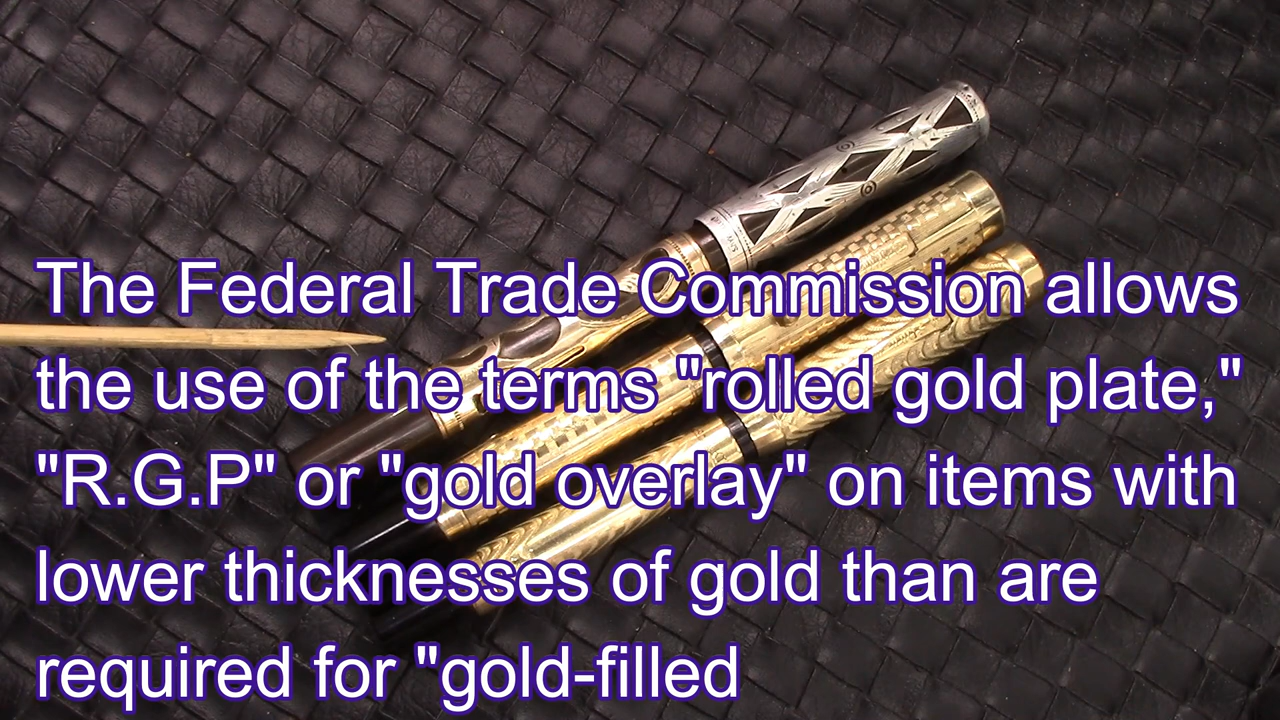 The Federal Trade Commission allows
the use of the terms "rolled gold plate,"
"R.G.P" or "gold overlay" on items with
lower thicknesses of gold than are
required for "gold-filled